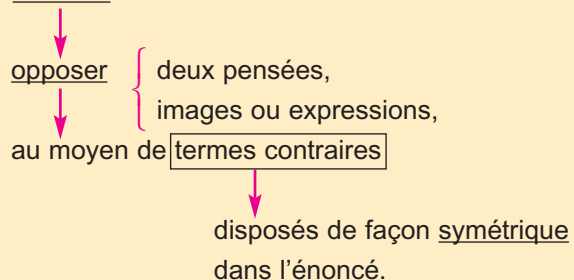 opposer deux pensées,
images ou expressions,
au moyen de termes contraires
disposés de façon symétrique
dans l'énoncé.